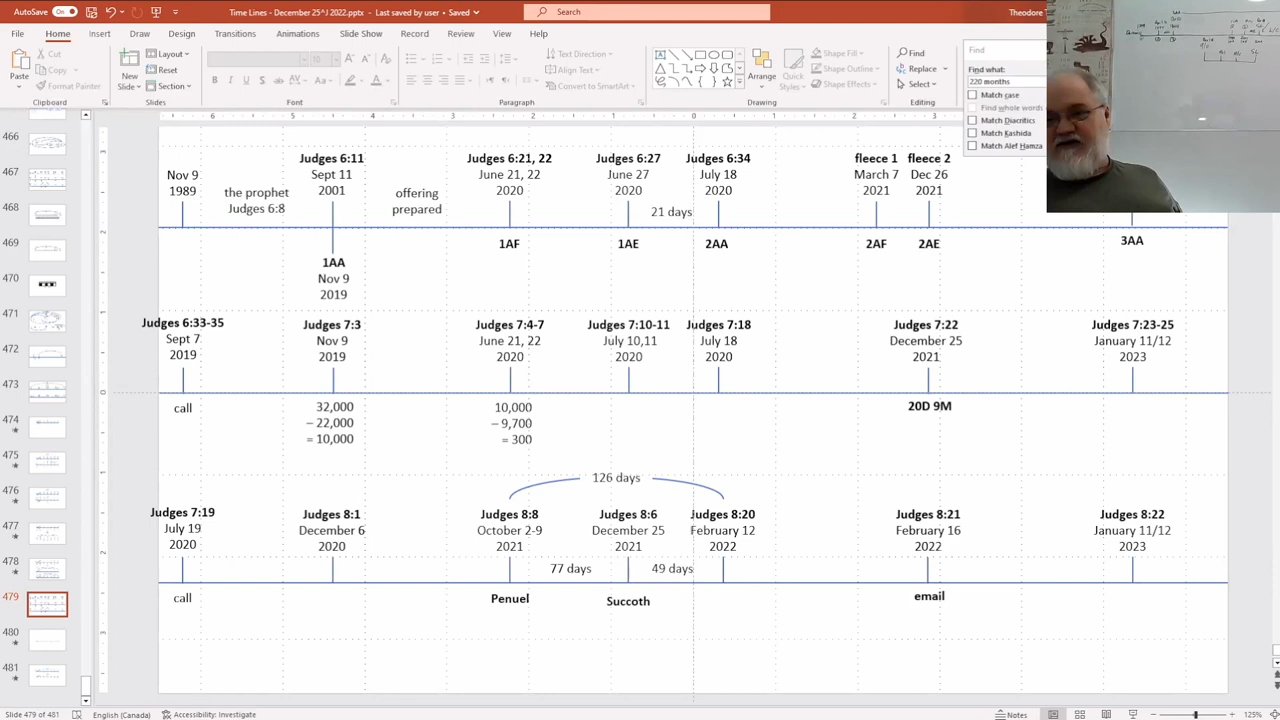 AutoSave
Time Lines - December 25^J 2022.pptx • Last saved by user • Saved
Search
Theodore
File
Home
Insert
Draw
Design
Transitions
Animations
Slide Show
Record
Review
View
Help
Text Direction
Find
Cut
Copy
Format Painter
Paste
New
Slide
Layout
Reset
Section
B I U S
Align Text
Convert to SmartArt
Arrange
Quick
Styles
Shape Fill
Shape Outline
Shape Effects
Find
Replace
Select
Clipboard
Slides
Font
Paragraph
Drawing
Editing
Find what:
220 months
Match case
Find whole words
Match Diacritics
Match Kashida
Match Alef Hamza
6 5 4 3 2 1 0 1 2 3
466
467
468
469
470
471
472
473
474
475
476
477
478
479
480
481
Nov 9
1989
the prophet
Judges 6:8
Judges 6:11
Sept 11
2001
offering
prepared
Judges 6:21, 22
June 21, 22
2020
Judges 6:27
June 27
2020
21 days
Judges 6:34
July 18
2020
fleece 1
March 7
2021
fleece 2
Dec 26
2021
1AA
Nov 9
2019
1AF
1AE
2AA
2AF
2AE
3AA
Judges 6:33-35
Sept 7
2019
Judges 7:3
Nov 9
2019
Judges 7:4-7
June 21, 22
2020
Judges 7:10-11
July 10,11
2020
Judges 7:18
July 18
2020
Judges 7:22
December 25
2021
Judges 7:23-25
January 11/12
2023
call
32,000
– 22,000
= 10,000
10,000
– 9,700
= 300
20D 9M
126 days
Judges 7:19
July 19
2020
Judges 8:1
December 6
2020
Judges 8:8
October 2-9
2021
Judges 8:6
December 25
2021
Judges 8:20
February 12
2022
Judges 8:21
February 16
2022
Judges 8:22
January 11/12
2023
77 days
49 days
call
Penuel
Succoth
email
Slide 479 of 481
English (Canada)
Accessibility: Investigate
Notes
125%